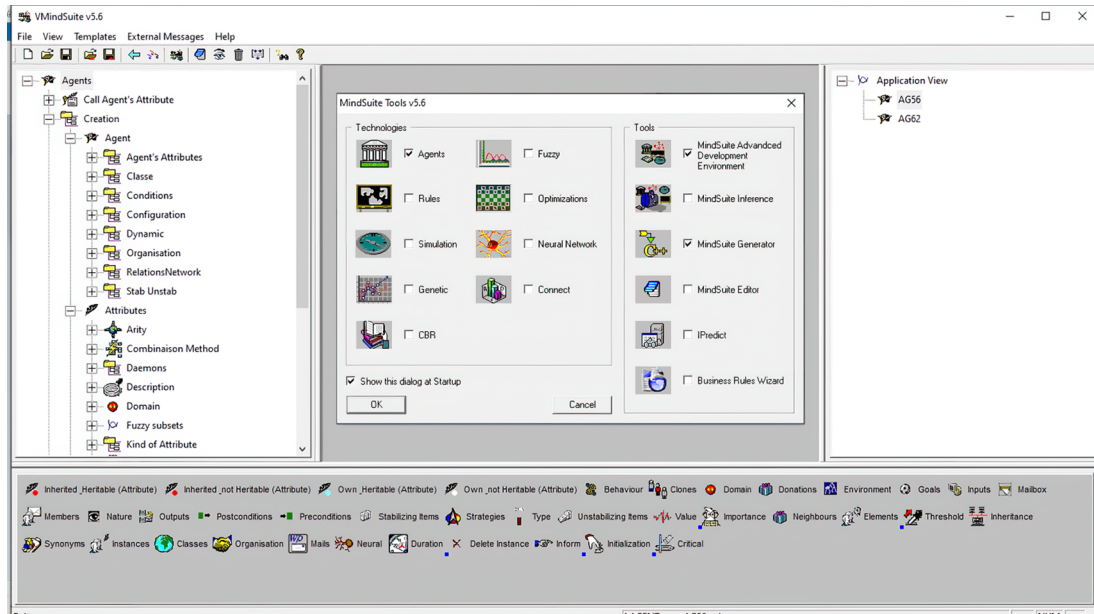 VMindSuite v5.6
File View Templates External Messages Help
Agents
Call Agent's Attribute
Creation
Agent
Agent's Attributes
Classe
Conditions
Configuration
Dynamic
Organisation
RelationsNetwork
Stab Unstab
Attributes
Arity
Combinaison Method
Daemons
Description
Domain
Fuzzy subsets
Kind of Attribute
MindSuite Tools v5.6
Technologies
Agents Fuzzy
Rules Optimizations
Simulation Neural Network
Genetic Connect
CBR
Show this dialog at Startup
OK Cancel
Tools
MindSuite Advandced
Development
Environment
MindSuite Inference
MindSuite Generator
MindSuite Editor
IPredict
Business Rules Wizard
Application View
AG56
AG62
Inherited_Heritable (Attribute) Inherited_not Heritable (Attribute) Own_Heritable (Attribute) Own_not Heritable (Attribute) Behaviour Clones Domain Donations Environment Goals Inputs Mailbox
Members Nature Outputs Postconditions Preconditions Stabilizing Items Strategies Type Unstabilizing Items Value Importance Neighbours Elements Threshold Inheritance
Synonyms Instances Classes Organisation Mails Neural Duration Delete Instance Inform Initialization Critical